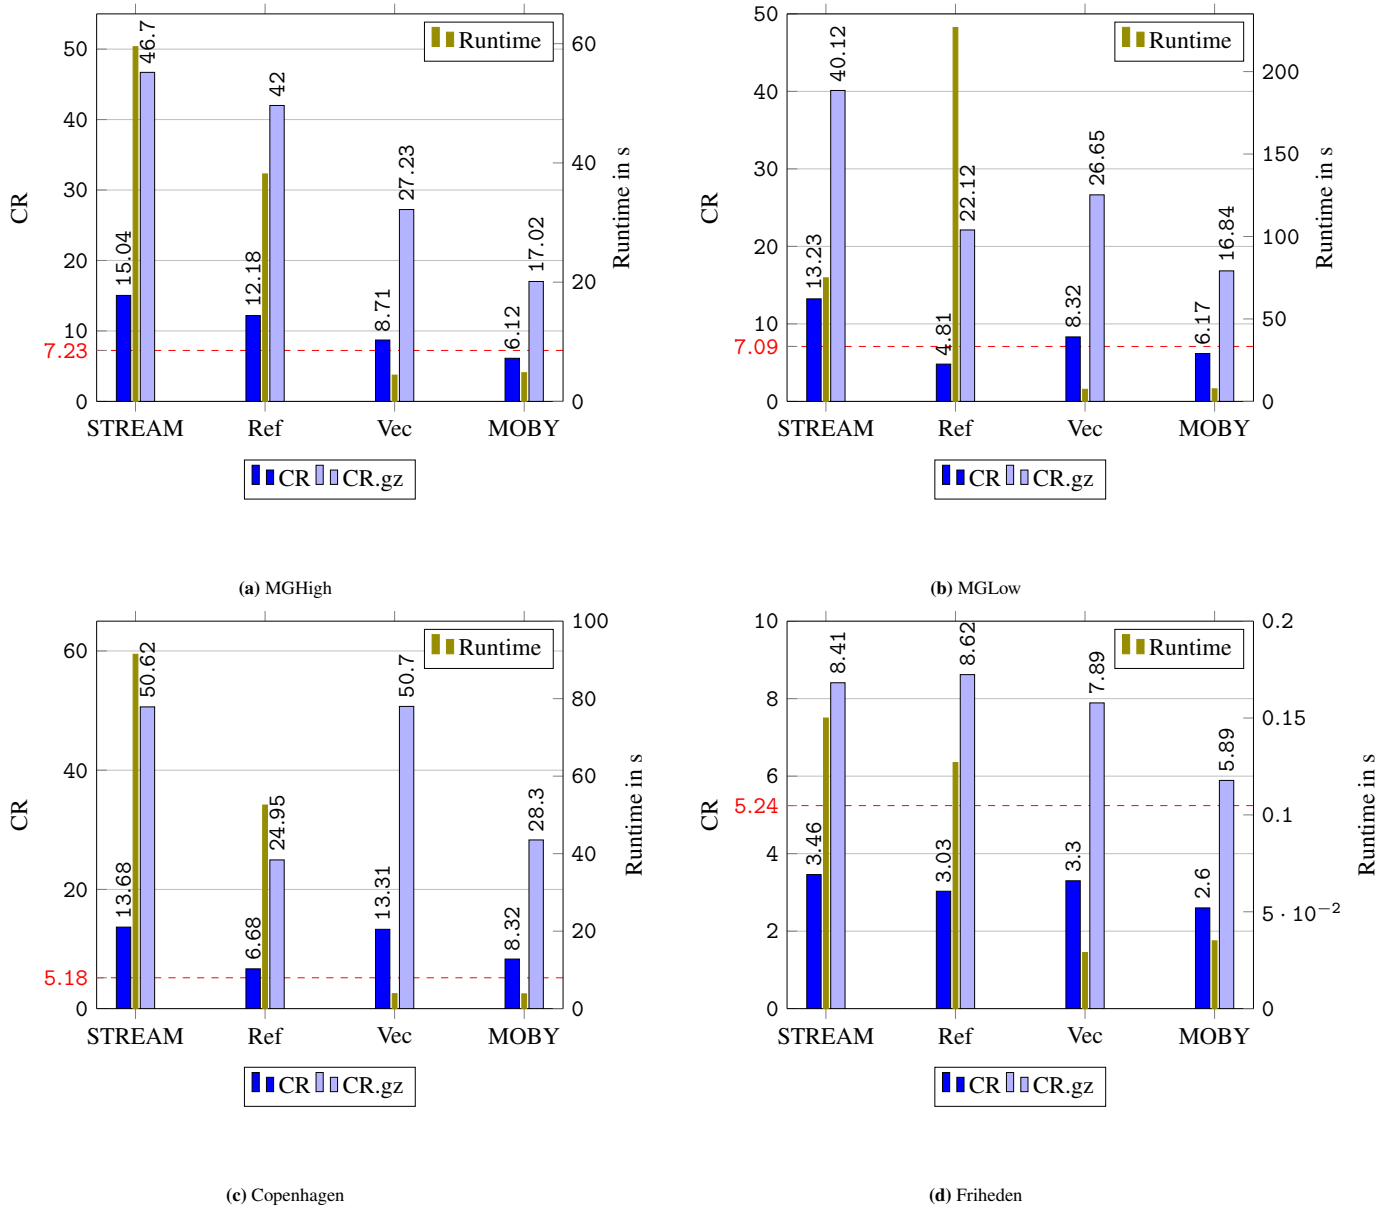 Runtime
CR
Runtime in s
0
10
20
30
40
50
7.23
0
20
40
60
15.04
46.7
12.18
42
8.71
27.23
6.12
17.02
STREAM
Ref
Vec
MOBY
CR
CR.gz
(a) MGHigh
Runtime
CR
Runtime in s
0
10
20
30
40
50
7.09
0
50
100
150
200
13.23
40.12
4.81
22.12
8.32
26.65
6.17
16.84
STREAM
Ref
Vec
MOBY
CR
CR.gz
(b) MGLow
Runtime
CR
Runtime in s
0
20
40
60
5.18
0
20
40
60
80
100
13.68
50.62
6.68
24.95
13.31
50.7
8.32
28.3
STREAM
Ref
Vec
MOBY
CR
CR.gz
(c) Copenhagen
Runtime
CR
Runtime in s
0
2
4
6
8
10
5.24
0
5 · 10⁻²
0.1
0.15
0.2
3.46
8.41
3.03
8.62
3.3
7.89
2.6
5.89
STREAM
Ref
Vec
MOBY
CR
CR.gz
(d) Friheden